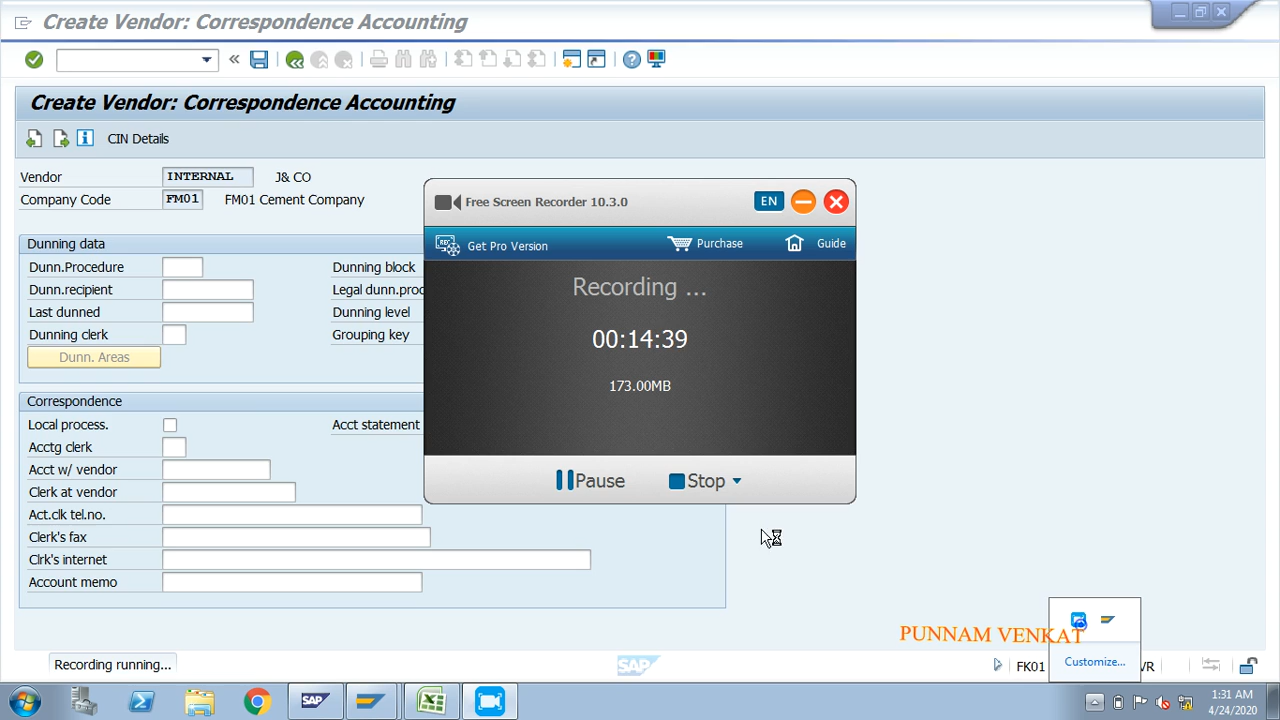 Create Vendor: Correspondence Accounting
Create Vendor: Correspondence Accounting
CIN Details
Vendor INTERNAL J& CO
Company Code FM01 FM01 Cement Company
Dunning data
Dunn.Procedure Dunning block
Dunn.recipient Legal dunn.proc
Last dunned Dunning level
Dunning clerk Grouping key
Dunn. Areas
Correspondence
Local process. Acct statement
Acctg clerk
Acct w/ vendor
Clerk at vendor
Act.clk tel.no.
Clerk's fax
Clrk's internet
Account memo
Free Screen Recorder 10.3.0 EN
Get Pro Version Purchase Guide
Recording ...
00:14:39
173.00MB
Pause Stop
PUNNAM VENKAT
Customize...
Recording running... SAP FK01 VR
SAP
1:31 AM
4/24/2020